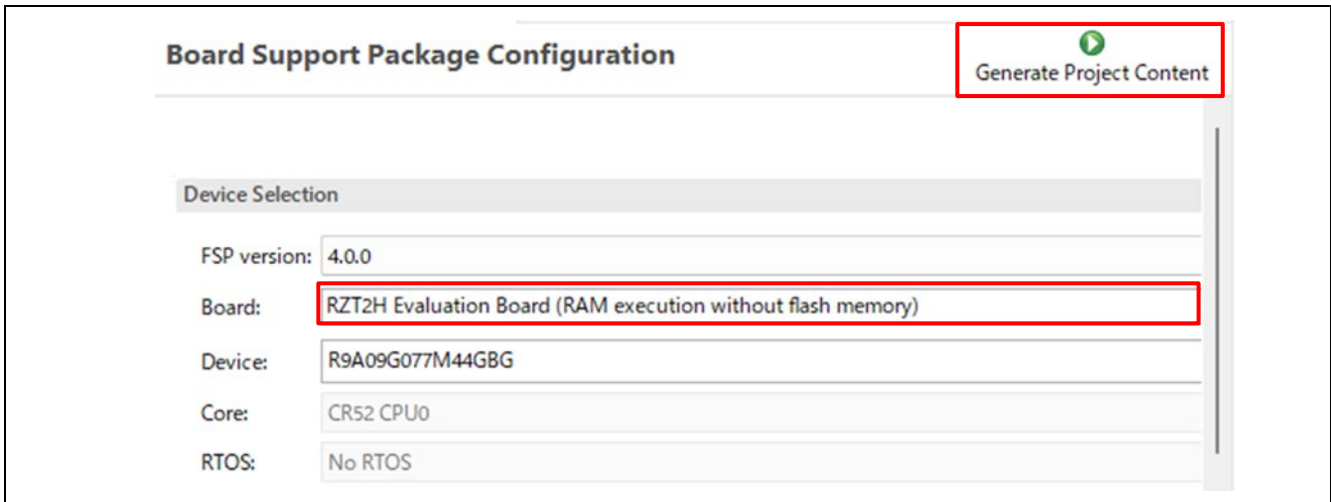 Board Support Package Configuration
Generate Project Content
Device Selection
FSP version: 4.0.0
Board: RZT2H Evaluation Board (RAM execution without flash memory)
Device: R9A09G077M44GBG
Core: CR52 CPU0
RTOS: No RTOS